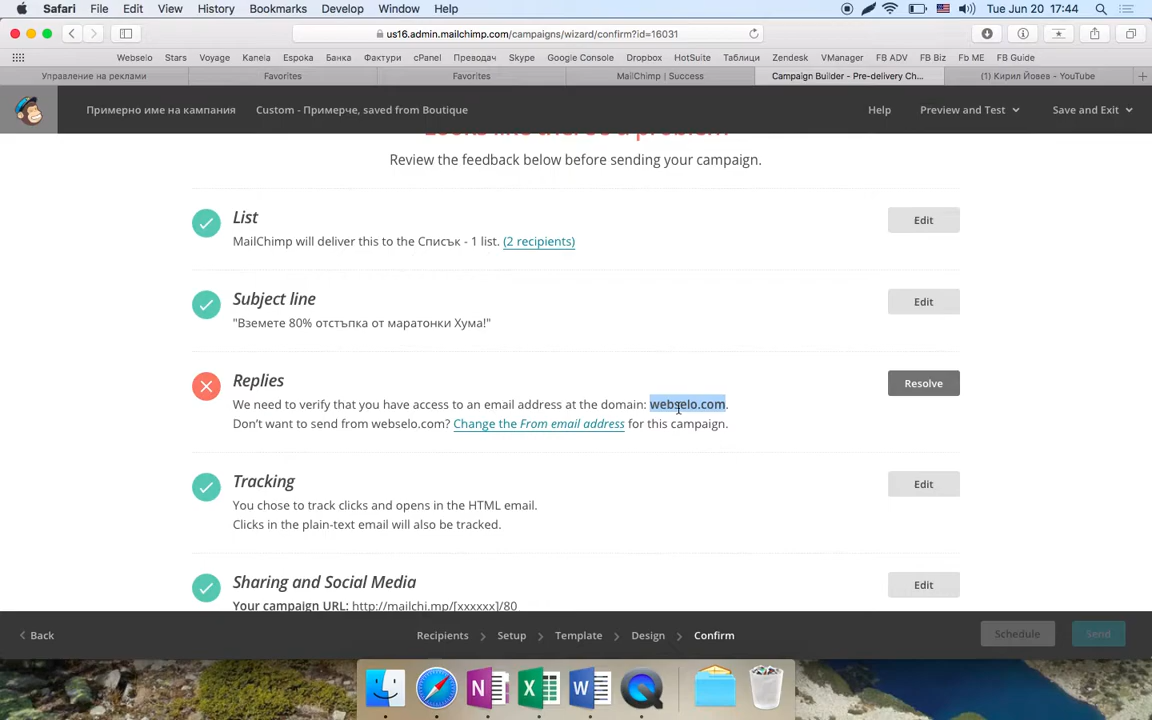 Safari File Edit View History Bookmarks Develop Window Help Tue Jun 20 17:44
us16.admin.mailchimp.com/campaigns/wizard/confirm?id=16031
Webselo Stars Voyage Kanela Espoka Банка Фактури cPanel Преводач Skype Google Console Dropbox HotSuite Таблици Zendesk VManager FB ADV FB Biz Fb ME FB Guide
Управление на реклами Favorites Favorites MailChimp | Success Campaign Builder - Pre-delivery Ch... (1) Кирил Йовев - YouTube
Примерно име на кампания Custom - Примерче, saved from Boutique Help Preview and Test Save and Exit
Looks like there's a problem
Review the feedback below before sending your campaign.
List
Edit
MailChimp will deliver this to the Списък - 1 list. (2 recipients)
Subject line
Edit
"Вземете 80% отстъпка от маратонки Хума!"
Replies
Resolve
We need to verify that you have access to an email address at the domain: webselo.com.
Don't want to send from webselo.com? Change the From email address for this campaign.
Tracking
Edit
You chose to track clicks and opens in the HTML email.
Clicks in the plain-text email will also be tracked.
Sharing and Social Media
Edit
Your campaign URL: http://mailchi.mp/[xxxxxx]/80
Back Recipients Setup Template Design Confirm Schedule Send
N X W